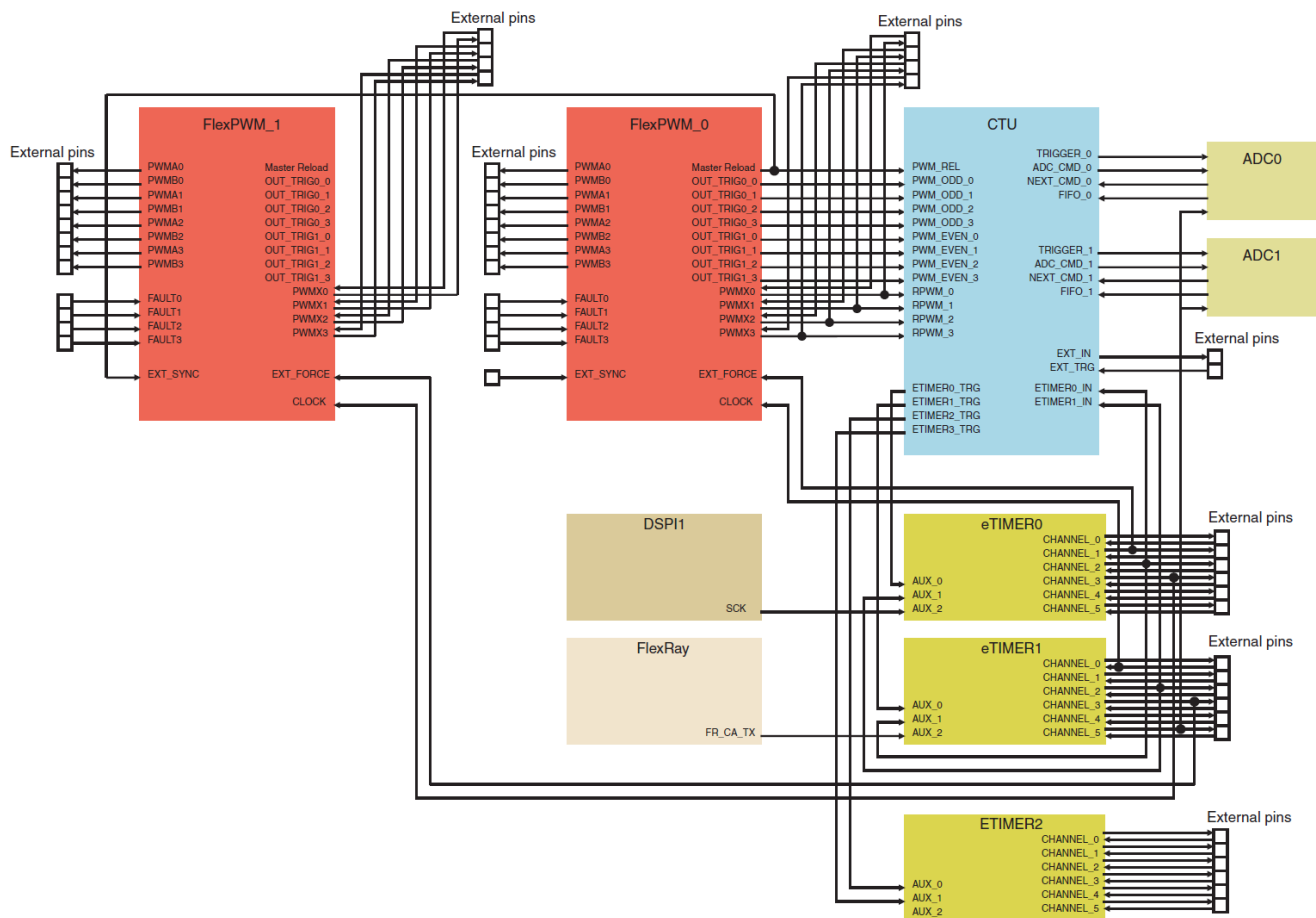 External pins
External pins
FlexPWM_1
External pins
PWMA0
PWMB0
PWMA1
PWMB1
PWMA2
PWMB2
PWMA3
PWMB3
FAULT0
FAULT1
FAULT2
FAULT3
EXT_SYNC
Master Reload
OUT_TRIG0_0
OUT_TRIG0_1
OUT_TRIG0_2
OUT_TRIG0_3
OUT_TRIG1_0
OUT_TRIG1_1
OUT_TRIG1_2
OUT_TRIG1_3
PWMX0
PWMX1
PWMX2
PWMX3
EXT_FORCE
CLOCK
FlexPWM_0
External pins
PWMA0
PWMB0
PWMA1
PWMB1
PWMA2
PWMB2
PWMA3
PWMB3
FAULT0
FAULT1
FAULT2
FAULT3
EXT_SYNC
Master Reload
OUT_TRIG0_0
OUT_TRIG0_1
OUT_TRIG0_2
OUT_TRIG0_3
OUT_TRIG1_0
OUT_TRIG1_1
OUT_TRIG1_2
OUT_TRIG1_3
PWMX0
PWMX1
PWMX2
PWMX3
EXT_FORCE
CLOCK
CTU
PWM_REL
PWM_ODD_0
PWM_ODD_1
PWM_ODD_2
PWM_ODD_3
PWM_EVEN_0
PWM_EVEN_1
PWM_EVEN_2
PWM_EVEN_3
RPWM_0
RPWM_1
RPWM_2
RPWM_3
ETIMER0_TRG
ETIMER1_TRG
ETIMER2_TRG
ETIMER3_TRG
TRIGGER_0
ADC_CMD_0
NEXT_CMD_0
FIFO_0
TRIGGER_1
ADC_CMD_1
NEXT_CMD_1
FIFO_1
EXT_IN
EXT_TRG
ETIMER0_IN
ETIMER1_IN
ADC0
ADC1
External pins
DSPI1
SCK
eTIMER0
AUX_0
AUX_1
AUX_2
CHANNEL_0
CHANNEL_1
CHANNEL_2
CHANNEL_3
CHANNEL_4
CHANNEL_5
External pins
FlexRay
FR_CA_TX
eTIMER1
AUX_0
AUX_1
AUX_2
CHANNEL_0
CHANNEL_1
CHANNEL_2
CHANNEL_3
CHANNEL_4
CHANNEL_5
External pins
ETIMER2
AUX_0
AUX_1
AUX_2
CHANNEL_0
CHANNEL_1
CHANNEL_2
CHANNEL_3
CHANNEL_4
CHANNEL_5
External pins